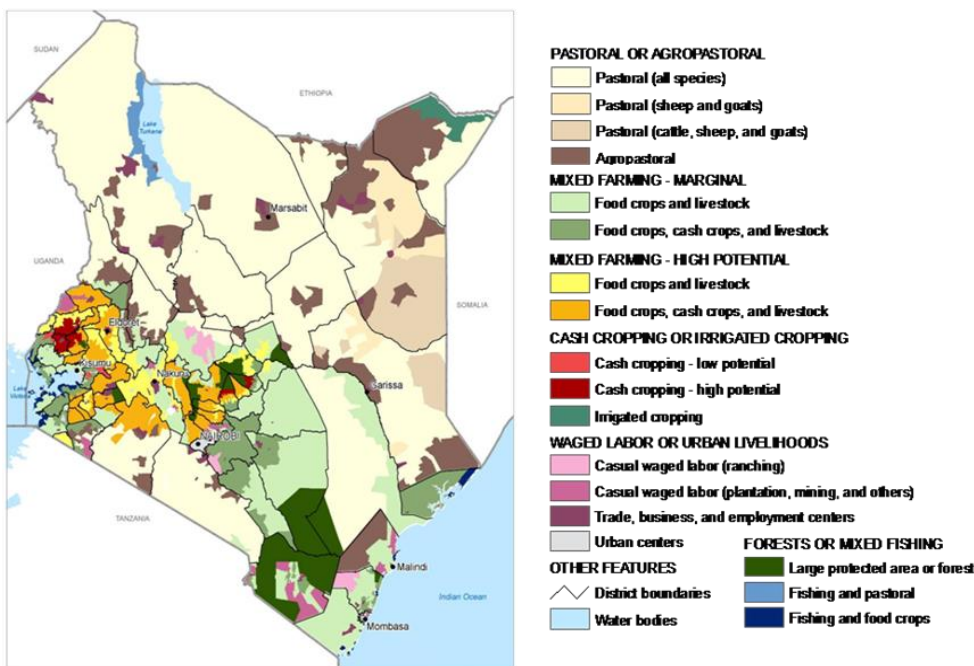 SUDAN
ETHIOPIA
Lake
Turkana
Marsabit
UGANDA
SOMALIA
Eldoret
Kisumu
Nakuru
Lake
Victoria
Garissa
NAIROBI
TANZANIA
Malindi
Indian Ocean
Mombasa
PASTORAL OR AGROPASTORAL
Pastoral (all species)
Pastoral (sheep and goats)
Pastoral (cattle, sheep, and goats)
Agropastoral
MIXED FARMING - MARGINAL
Food crops and livestock
Food crops, cash crops, and livestock
MIXED FARMING - HIGH POTENTIAL
Food crops and livestock
Food crops, cash crops, and livestock
CASH CROPPING OR IRRIGATED CROPPING
Cash cropping - low potential
Cash cropping - high potential
Irrigated cropping
WAGED LABOR OR URBAN LIVELIHOODS
Casual waged labor (ranching)
Casual waged labor (plantation, mining, and others)
Trade, business, and employment centers
Urban centers
OTHER FEATURES
District boundaries
Water bodies
FORESTS OR MIXED FISHING
Large protected area or forest
Fishing and pastoral
Fishing and food crops